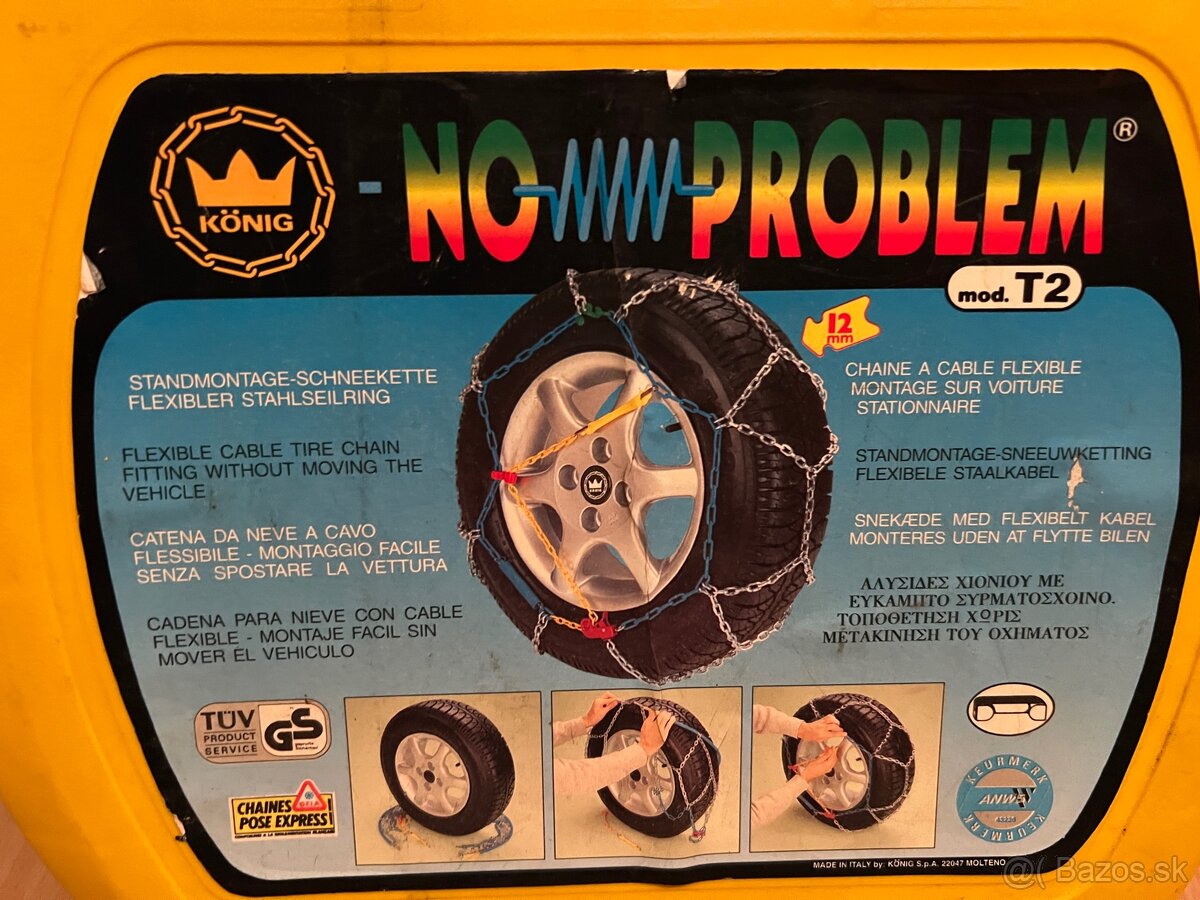 KÖNIG
- NO PROBLEM ®
mod. T2
12
mm
STANDMONTAGE-SCHNEEKETTE
FLEXIBLER STAHLSEILRING
FLEXIBLE CABLE TIRE CHAIN
FITTING WITHOUT MOVING THE
VEHICLE
CATENA DA NEVE A CAVO
FLESSIBILE - MONTAGGIO FACILE
SENZA SPOSTARE LA VETTURA
CADENA PARA NIEVE CON CABLE
FLEXIBLE - MONTAJE FACIL SIN
MOVER EL VEHICULO
CHAINE A CABLE FLEXIBLE
MONTAGE SUR VOITURE
STATIONNAIRE
STANDMONTAGE-SNEEUWKETTING
FLEXIBELE STAALKABEL
SNEKÆDE MED FLEXIBELT KABEL
MONTERES UDEN AT FLYTTE BILEN
ΑΛΥΣΙΔΕΣ ΧΙΟΝΙΟΥ ΜΕ
ΕΥΚΑΜΠΤΟ ΣΥΡΜΑΤΟΣΧΟΙΝΟ.
ΤΟΠΟΘΕΤΗΣΗ ΧΩΡΙΣ
ΜΕΤΑΚΙΝΗΣΗ ΤΟΥ ΟΧΗΜΑΤΟΣ
TÜV
PRODUCT
SERVICE
GS
geprüfte
Sicherheit
CHAINES
POSE EXPRESS
KEURMERK
ANWB
KEURMERK
MADE IN ITALY by: KÖNIG S.p.A. 22047 MOLTENO
@( Bazos.sk